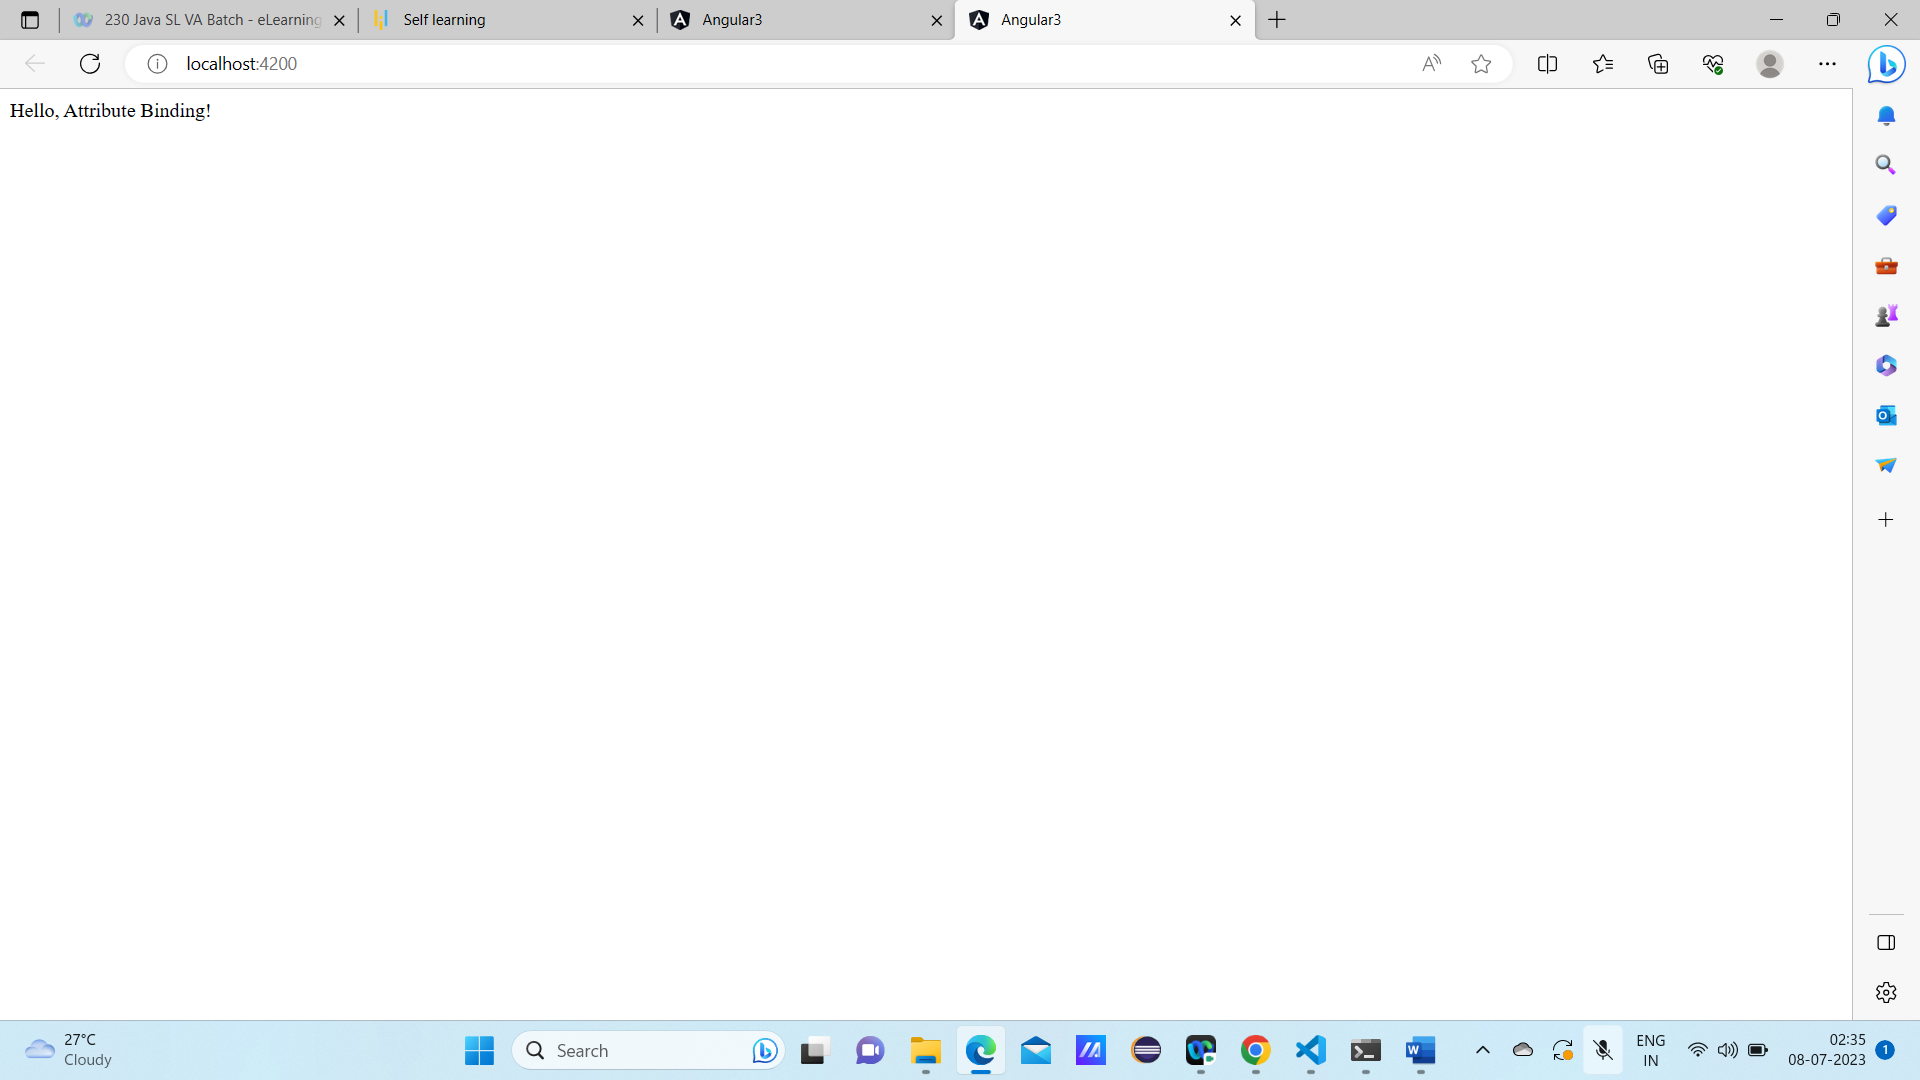 230 Java SL VA Batch - eLearning
Self learning
Angular3
Angular3
localhost:4200
Hello, Attribute Binding!
27°C
Cloudy
Search
ENG
IN
02:35
08-07-2023
1